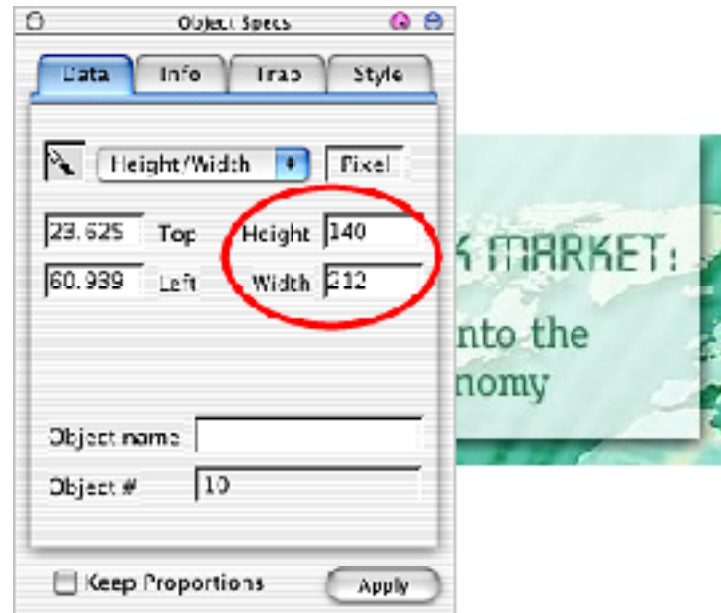 Object Specs
Data Info Trap Style
Height/Width Pixel
23.625 Top Height 140
60.939 Left Width 212
K MARKET:
nto the
nomy
Object name
Object # 10
Keep Proportions Apply